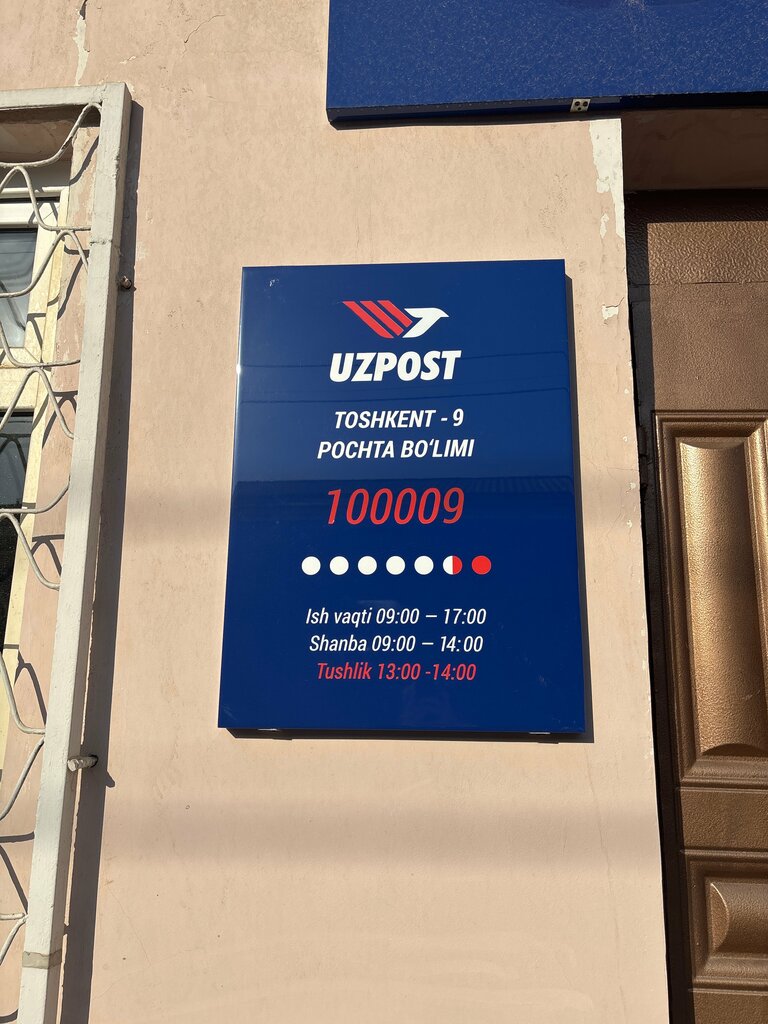 UZPOST
TOSHKENT - 9
POCHTA BO‘LIMI
100009
Ish vaqti 09:00 — 17:00
Shanba 09:00 — 14:00
Tushlik 13:00 -14:00